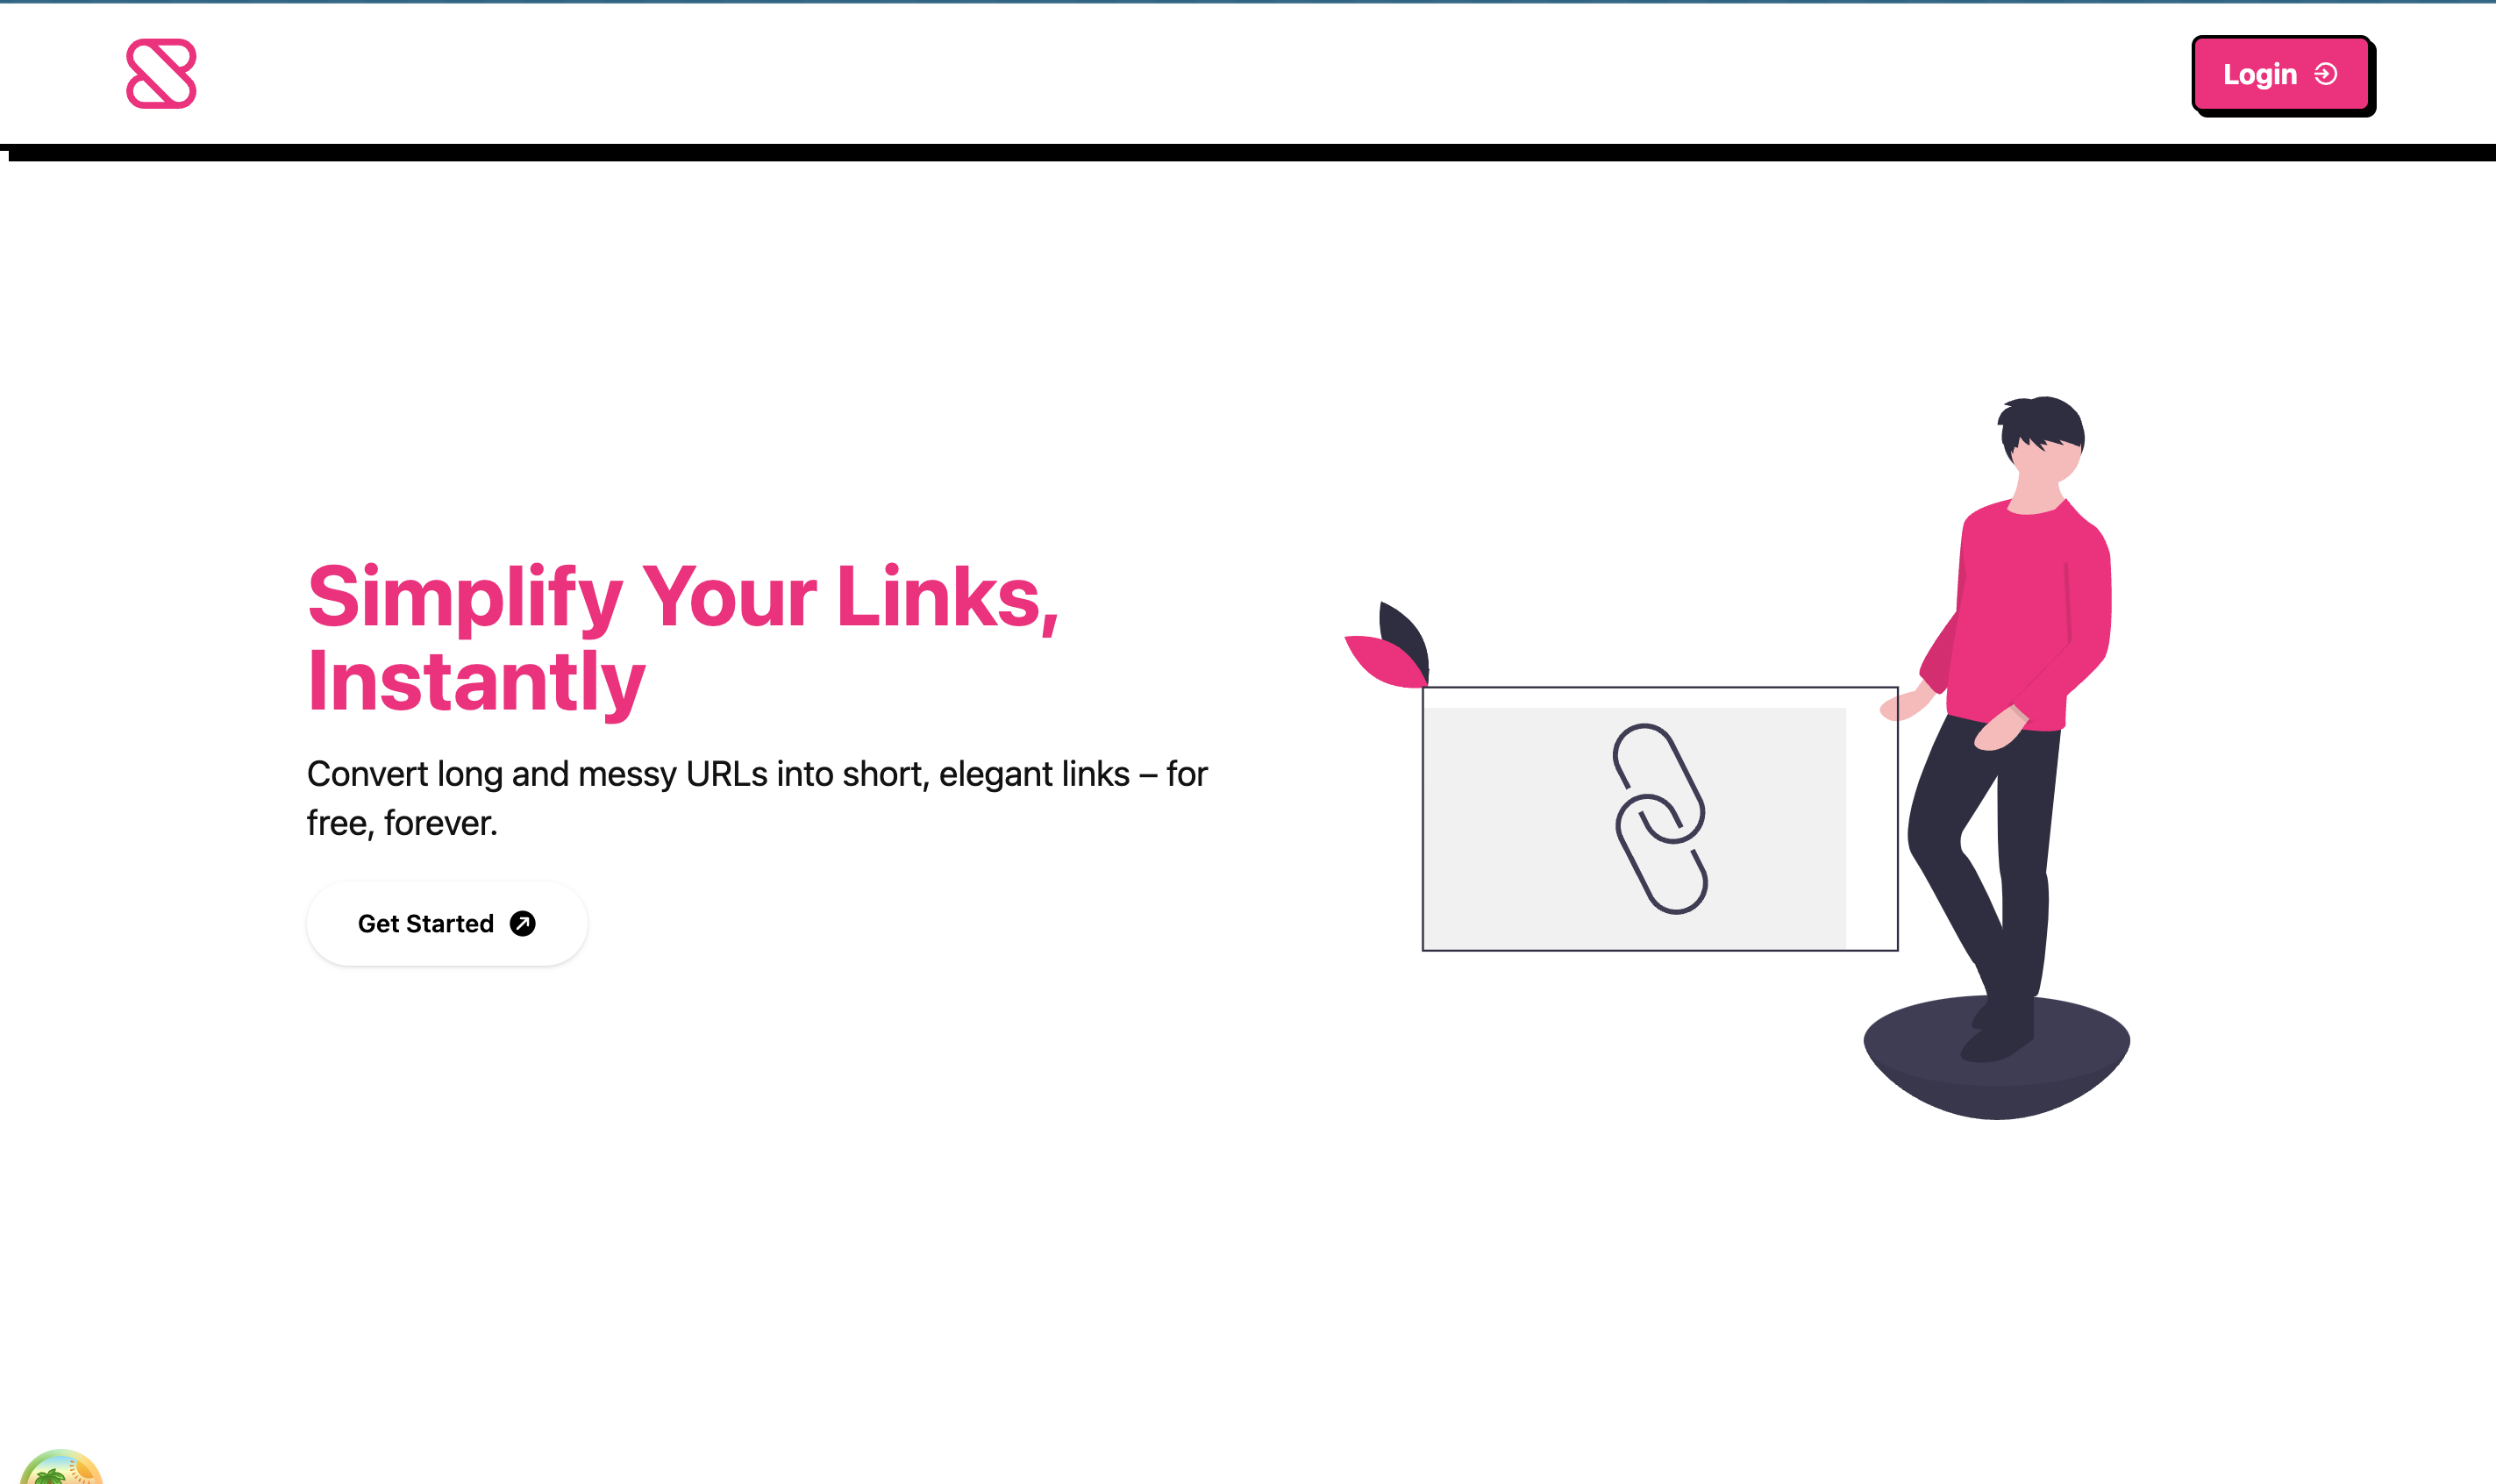 Login
Simplify Your Links,
Instantly
Convert long and messy URLs into short, elegant links – for
free, forever.
Get Started